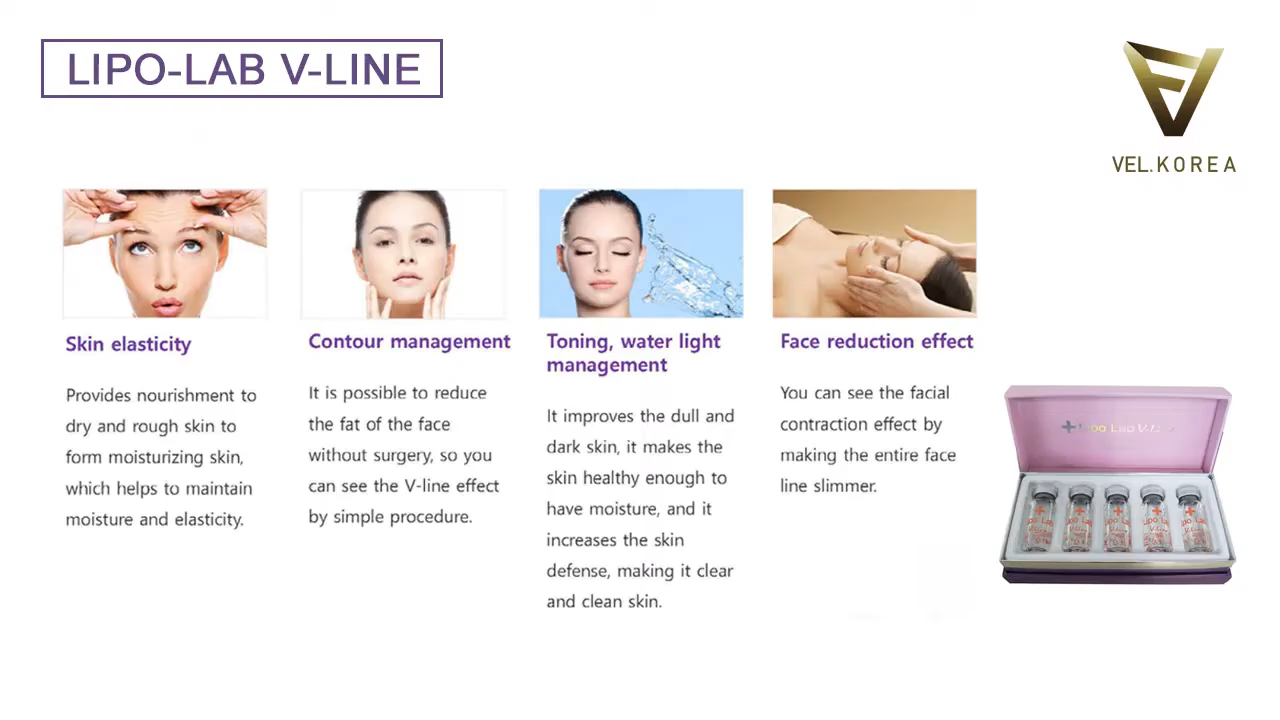 LIPO-LAB V-LINE
VEL.KOREA
Skin elasticity
Provides nourishment to
dry and rough skin to
form moisturizing skin,
which helps to maintain
moisture and elasticity.
Contour management
It is possible to reduce
the fat of the face
without surgery, so you
can see the V-line effect
by simple procedure.
Toning, water light
management
It improves the dull and
dark skin, it makes the
skin healthy enough to
have moisture, and it
increases the skin
defense, making it clear
and clean skin.
Face reduction effect
You can see the facial
contraction effect by
making the entire face
line slimmer.
Lipo Lab V-Line